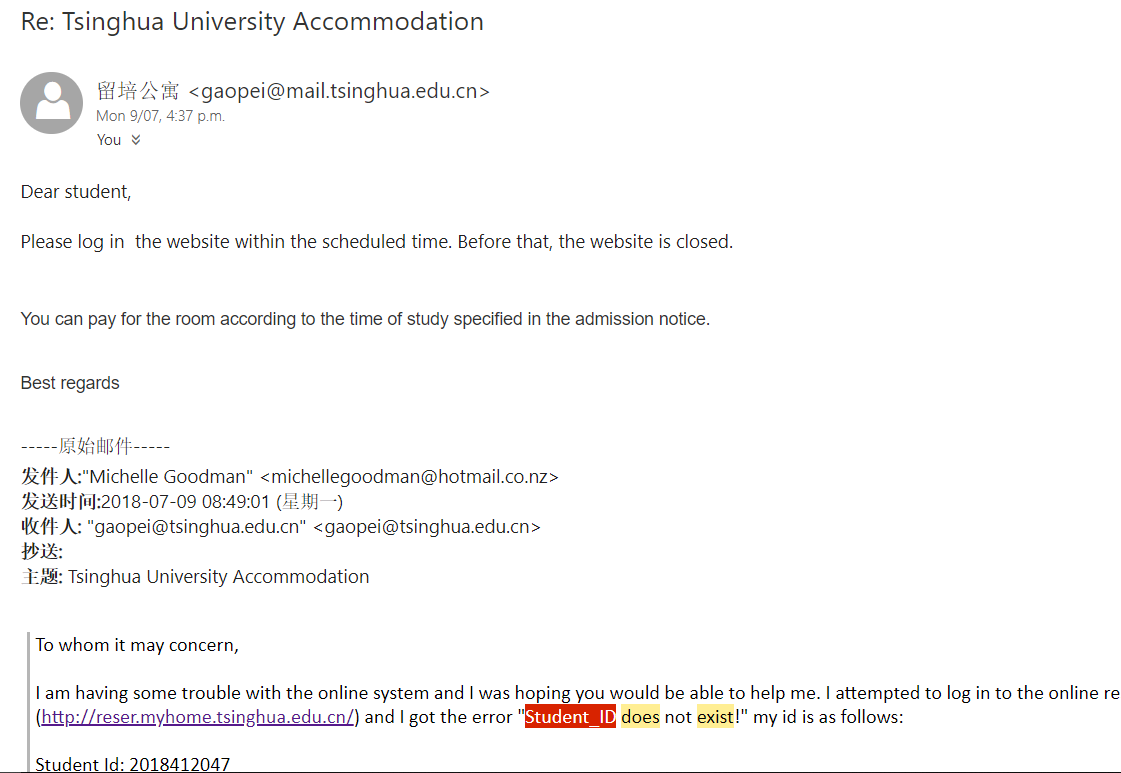 Re: Tsinghua University Accommodation
留培公寓 <gaopei@mail.tsinghua.edu.cn>
Mon 9/07, 4:37 p.m.
You
Dear student,
Please log in  the website within the scheduled time. Before that, the website is closed.
You can pay for the room according to the time of study specified in the admission notice.
Best regards
-----原始邮件-----
发件人:"Michelle Goodman" <michellegoodman@hotmail.co.nz>
发送时间:2018-07-09 08:49:01 (星期一)
收件人: "gaopei@tsinghua.edu.cn" <gaopei@tsinghua.edu.cn>
抄送:
主题: Tsinghua University Accommodation
To whom it may concern,
I am having some trouble with the online system and I was hoping you would be able to help me. I attempted to log in to the online re
(http://reser.myhome.tsinghua.edu.cn/) and I got the error "Student_ID does not exist!" my id is as follows:
Student Id: 2018412047